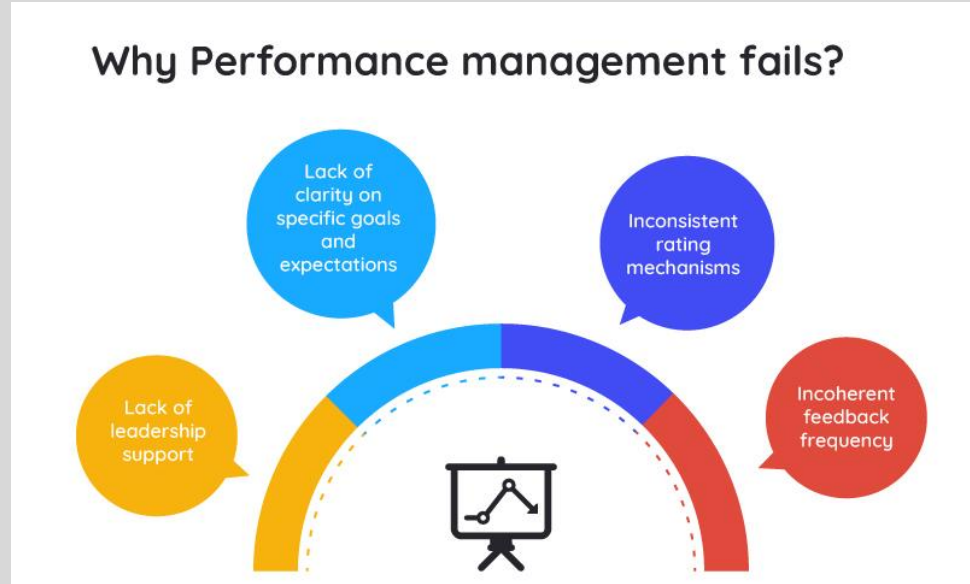 Why Performance management fails?
Lack of
clarity on
specific goals
and
expectations
Inconsistent
rating
mechanisms
Lack of
leadership
support
Incoherent
feedback
frequency